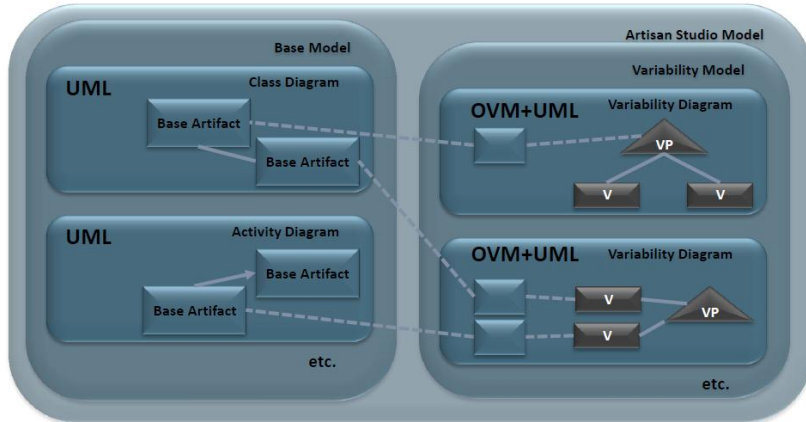 Base Model
UML
Class Diagram
Base Artifact
Base Artifact
UML
Activity Diagram
Base Artifact
Base Artifact
etc.
Artisan Studio Model
Variability Model
OVM+UML
Variability Diagram
VP
V
V
OVM+UML
Variability Diagram
V
VP
V
etc.